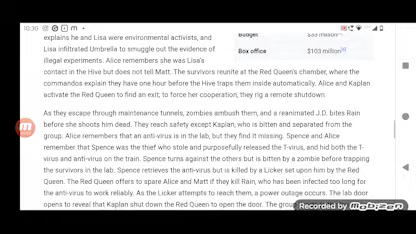 10:36
explains he and Lisa were environmental activists, and
Lisa infiltrated Umbrella to smuggle out the evidence of
illegal experiments. Alice remembers she was Lisa's
contact in the Hive but does not tell Matt. The survivors reunite at the Red Queen's chamber, where the
commandos explain they have one hour before the Hive traps them inside automatically. Alice and Kaplan
activate the Red Queen to find an exit; to force her cooperation, they rig a remote shutdown.
Budget $33 million
Box office $103 million
As they escape through maintenance tunnels, zombies ambush them, and a reanimated J.D. bites Rain
before she shoots him dead. They reach safety except Kaplan, who is bitten and separated from the
group. Alice remembers that an anti-virus is in the lab, but they find it missing. Spence and Alice
remember that Spence was the thief who stole and purposefully released the T-virus, and hid both the T-
virus and anti-virus on the train. Spence turns against the others but is bitten by a zombie before trapping
the survivors in the lab. Spence retrieves the anti-virus but is killed by a Licker set upon him by the Red
Queen. The Red Queen offers to spare Alice and Matt if they kill Rain, who has been infected too long for
the anti-virus to work reliably. As the Licker attempts to reach them, a power outage occurs. The lab door
opens to reveal that Kaplan shut down the Red Queen to open the door. The group
Recorded by MOBIZEN